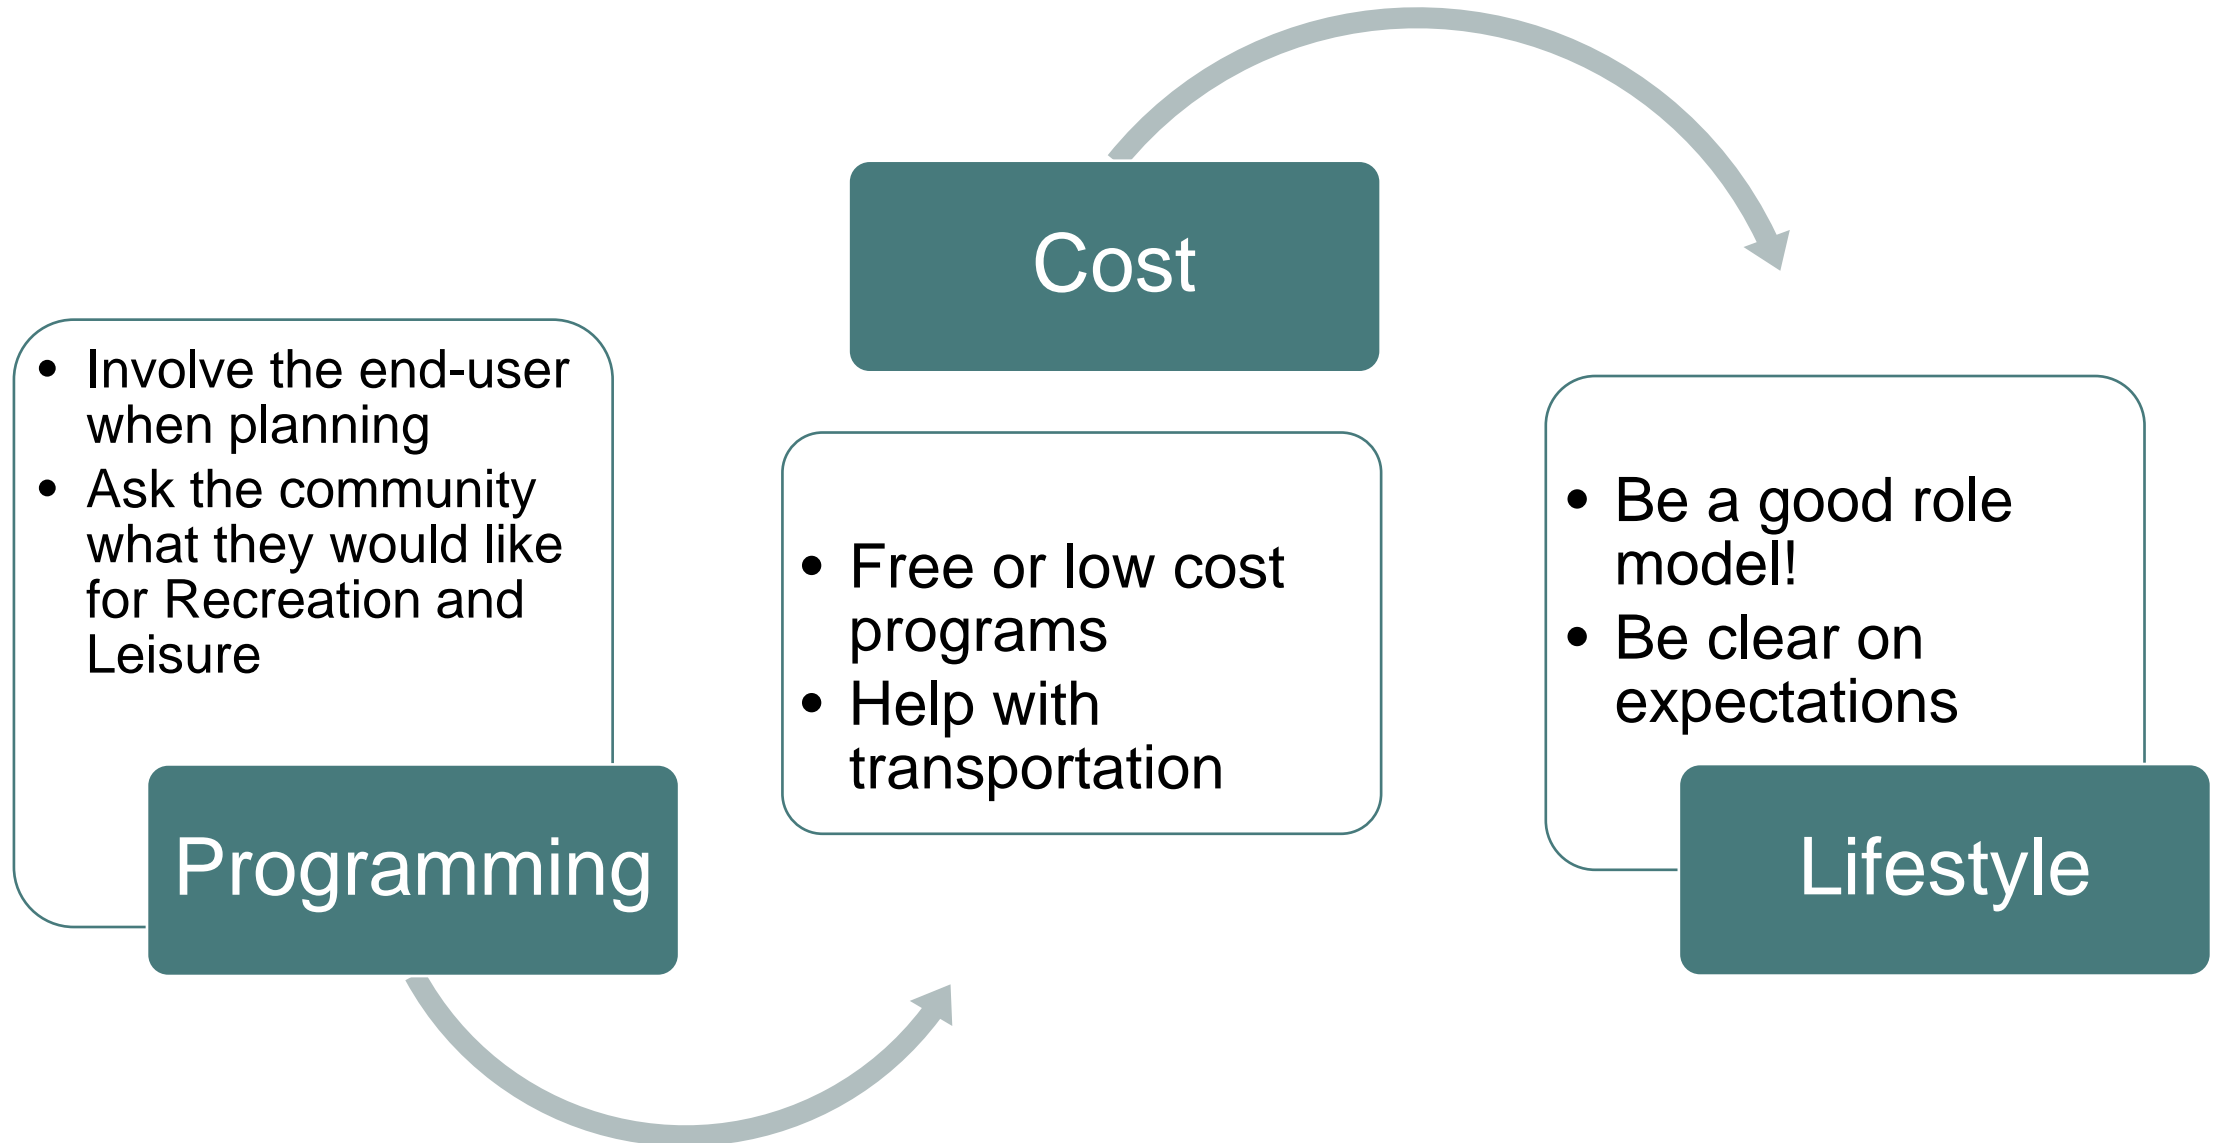 • Involve the end-user
when planning
• Ask the community
what they would like
for Recreation and
Leisure
Programming
Cost
• Free or low cost
programs
• Help with
transportation
• Be a good role
model!
• Be clear on
expectations
Lifestyle